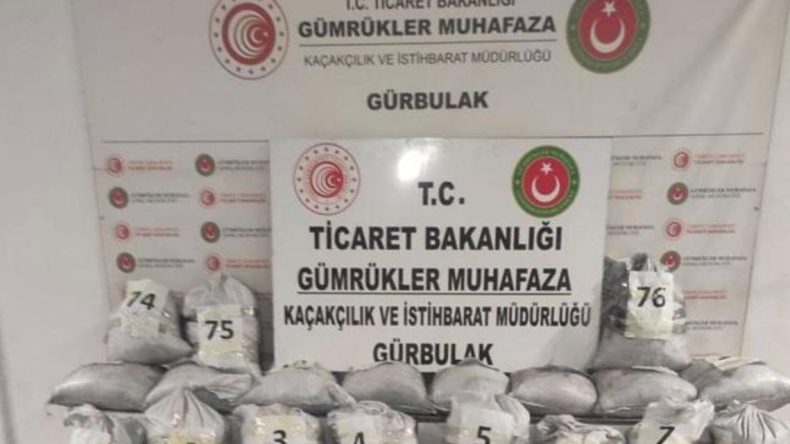 T.C. TİCARET BAKANLIĞI
GÜMRÜKLER MUHAFAZA
KAÇAKÇILIK VE İSTİHBARAT MÜDÜRLÜĞÜ
GÜRBULAK
T.C.
TİCARET BAKANLIĞI
GÜMRÜKLER MUHAFAZA
KAÇAKÇILIK VE İSTİHBARAT MÜDÜRLÜĞÜ
GÜRBULAK
74
75
76
3
4
5
7